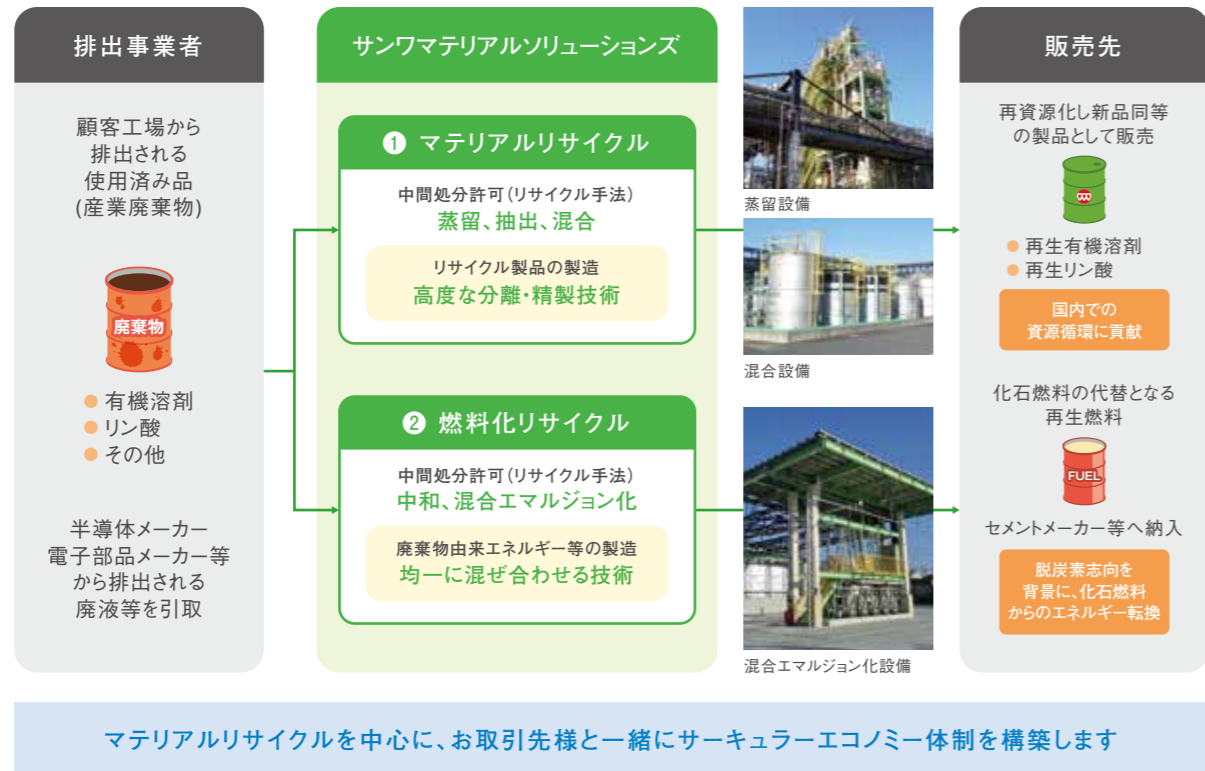 排出事業者
顧客工場から
排出される
使用済み品
(産業廃棄物)
廃棄物
● 有機溶剤
● リン酸
● その他
半導体メーカー
電子部品メーカー等
から排出される
廃液等を引取
サンワマテリアルソリューションズ
❶ マテリアルリサイクル
中間処分許可(リサイクル手法)
蒸留、抽出、混合
リサイクル製品の製造
高度な分離・精製技術
❷ 燃料化リサイクル
中間処分許可(リサイクル手法)
中和、混合エマルジョン化
廃棄物由来エネルギー等の製造
均一に混ぜ合わせる技術
蒸留設備
混合設備
混合エマルジョン化設備
販売先
再資源化し新品同等
の製品として販売
● 再生有機溶剤
● 再生リン酸
国内での
資源循環に貢献
化石燃料の代替となる
再生燃料
FUEL
セメントメーカー等へ納入
脱炭素志向を
背景に、化石燃料
からのエネルギー転換
マテリアルリサイクルを中心に、お取引先様と一緒にサーキュラーエコノミー体制を構築します